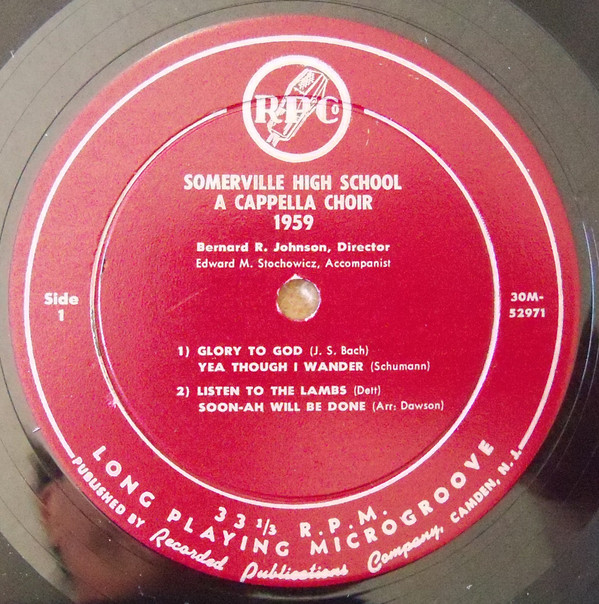 RPCo
SOMERVILLE HIGH SCHOOL
A CAPPELLA CHOIR
1959
Bernard R. Johnson, Director
Edward M. Stochowicz, Accompanist
Side
1
30M-
52971
1) GLORY TO GOD (J. S. Bach)
YEA THOUGH I WANDER (Schumann)
2) LISTEN TO THE LAMBS (Dett)
SOON-AH WILL BE DONE (Arr: Dawson)
33 1/3 R.P.M.
LONG PLAYING MICROGROOVE
PUBLISHED BY Recorded Publications Company, CAMDEN, N. J.